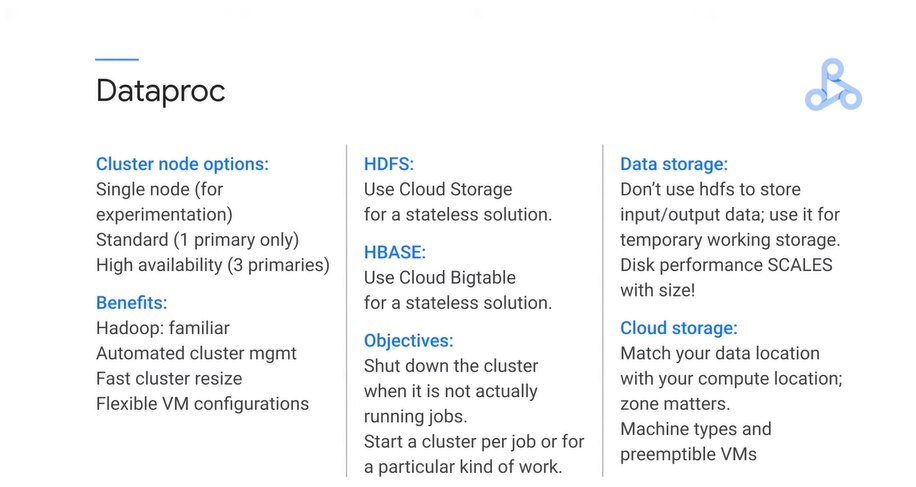 Dataproc
Cluster node options:
Single node (for
experimentation)
Standard (1 primary only)
High availability (3 primaries)
Benefits:
Hadoop: familiar
Automated cluster mgmt
Fast cluster resize
Flexible VM configurations
HDFS:
Use Cloud Storage
for a stateless solution.
HBASE:
Use Cloud Bigtable
for a stateless solution.
Objectives:
Shut down the cluster
when it is not actually
running jobs.
Start a cluster per job or for
a particular kind of work.
Data storage:
Don’t use hdfs to store
input/output data; use it for
temporary working storage.
Disk performance SCALES
with size!
Cloud storage:
Match your data location
with your compute location;
zone matters.
Machine types and
preemptible VMs